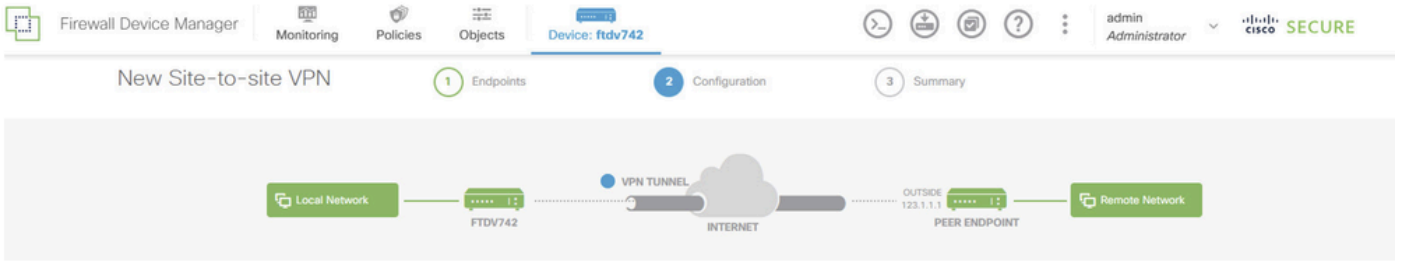 Firewall Device Manager
Monitoring
Policies
Objects
Device: ftdv742
admin
Administrator
cisco SECURE
New Site-to-site VPN
1 Endpoints
2 Configuration
3 Summary
Local Network
FTDV742
VPN TUNNEL
INTERNET
OUTSIDE
123.1.1.1
PEER ENDPOINT
Remote Network